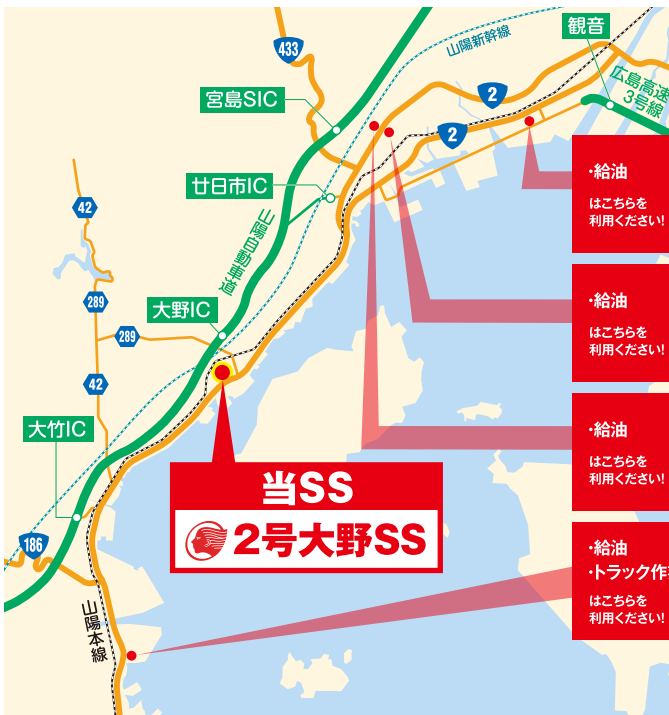 観音
433
山陽新幹線
広島高速
3号線
2
宮島SIC
2
・給油
はこちらを
利用ください!
廿日市IC
42
山陽自動車道
289
大野IC
・給油
はこちらを
利用ください!
289
42
大竹IC
・給油
はこちらを
利用ください!
当SS
2号大野SS
186
・給油
・トラック作
はこちらを
利用ください!
山陽本線